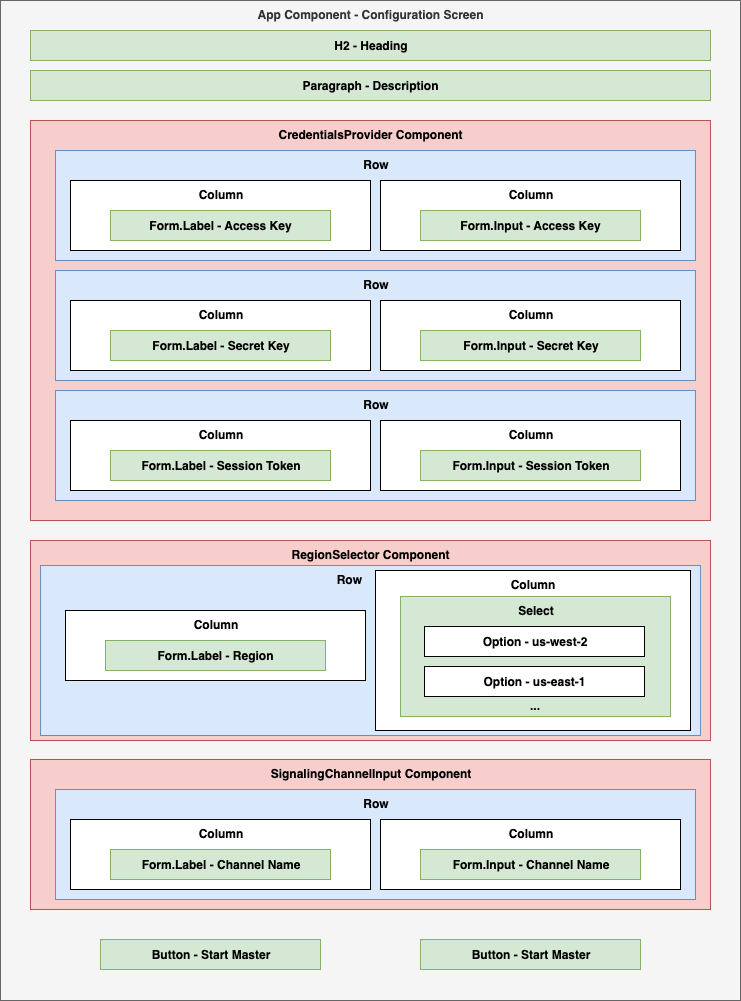 App Component - Configuration Screen
H2 - Heading
Paragraph - Description
CredentialsProvider Component
Row
Column
Column
Form.Label - Access Key
Form.Input - Access Key
Row
Column
Column
Form.Label - Secret Key
Form.Input - Secret Key
Row
Column
Column
Form.Label - Session Token
Form.Input - Session Token
RegionSelector Component
Row
Column
Form.Label - Region
Column
Select
Option - us-west-2
Option - us-east-1
...
SignalingChannelInput Component
Row
Column
Column
Form.Label - Channel Name
Form.Input - Channel Name
Button - Start Master
Button - Start Master